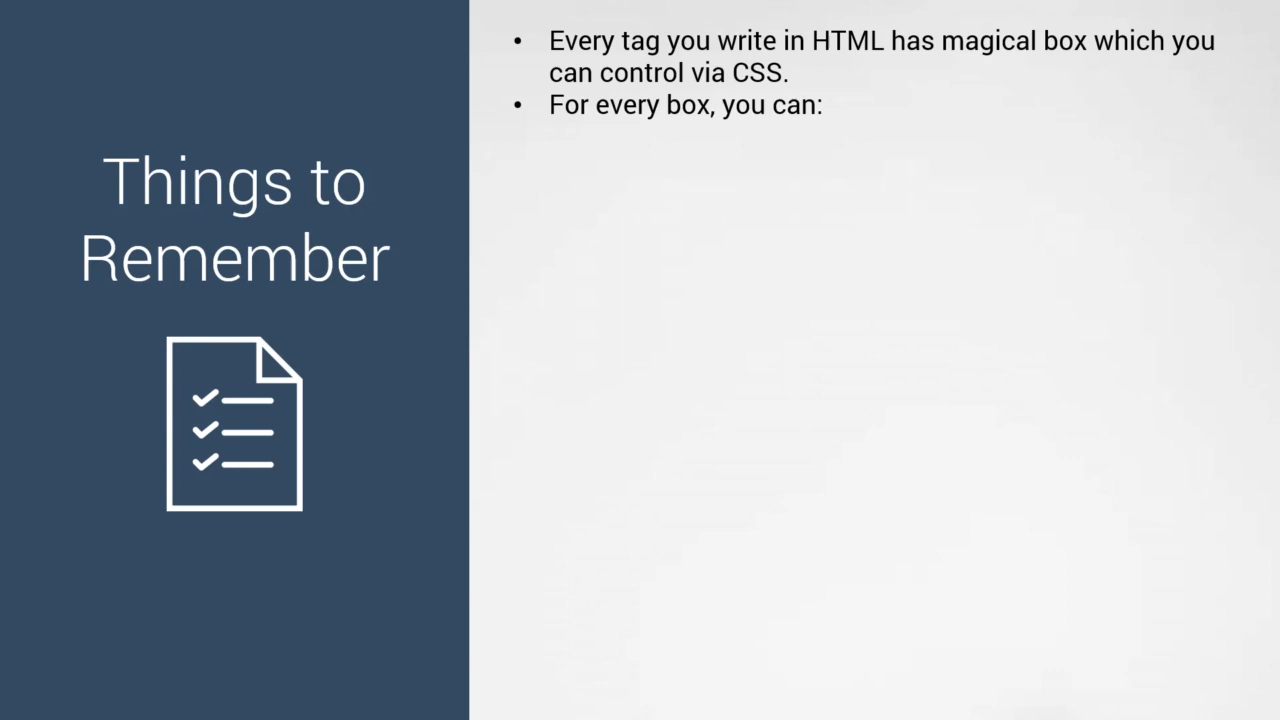 Things to
Remember
• Every tag you write in HTML has magical box which you
can control via CSS.
• For every box, you can: